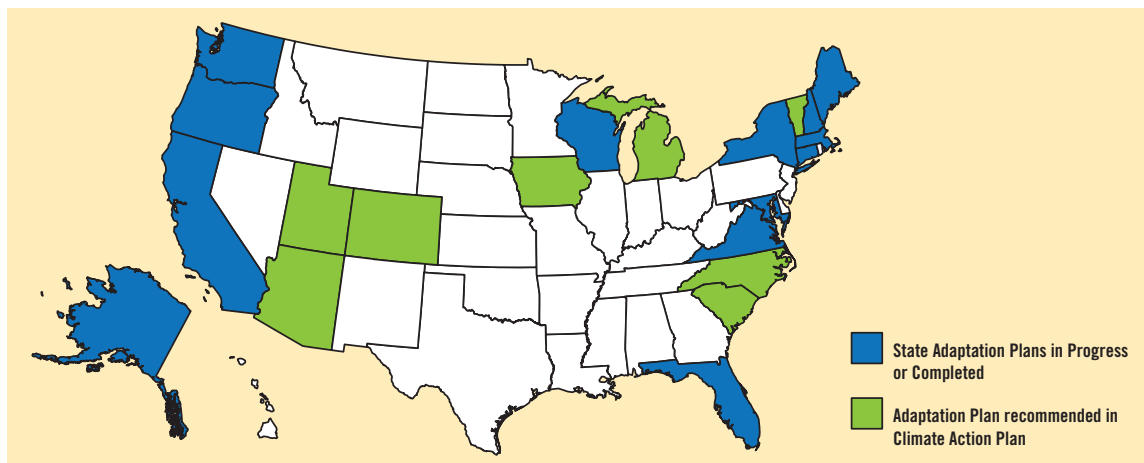 State Adaptation Plans in Progress
or Completed
Adaptation Plan recommended in
Climate Action Plan